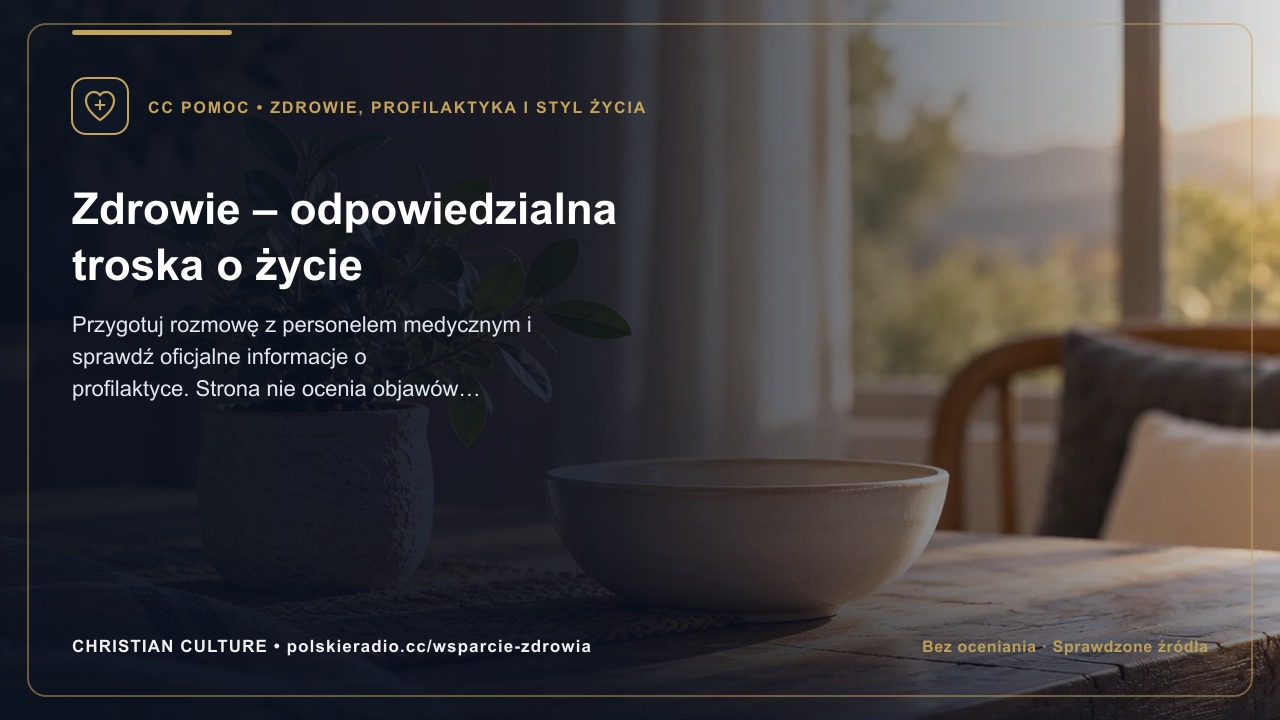 CC POMOC • ZDROWIE, PROFILAKTYKA I STYL ŻYCIA
Zdrowie – odpowiedzialna
troska o życie
Przygotuj rozmowę z personelem medycznym i
sprawdź oficjalne informacje o
profilaktyce. Strona nie ocenia objawów…
CHRISTIAN CULTURE • polskieradio.cc/wsparcie-zdrowia
Bez oceniania · Sprawdzone źródła